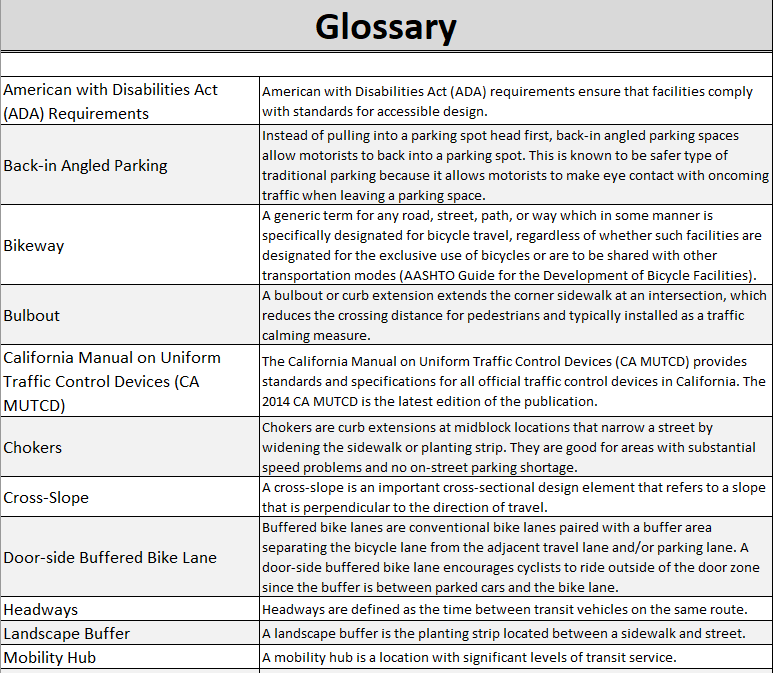 Glossary
American with Disabilities Act
(ADA) Requirements
American with Disabilities Act (ADA) requirements ensure that facilities comply
with standards for accessible design.
Back-in Angled Parking
Instead of pulling into a parking spot head first, back-in angled parking spaces
allow motorists to back into a parking spot. This is known to be safer type of
traditional parking because it allows motorists to make eye contact with oncoming
traffic when leaving a parking space.
Bikeway
A generic term for any road, street, path, or way which in some manner is
specifically designated for bicycle travel, regardless of whether such facilities are
designated for the exclusive use of bicycles or are to be shared with other
transportation modes (AASHTO Guide for the Development of Bicycle Facilities).
Bulbout
A bulbout or curb extension extends the corner sidewalk at an intersection, which
reduces the crossing distance for pedestrians and typically installed as a traffic
calming measure.
California Manual on Uniform
Traffic Control Devices (CA
MUTCD)
The California Manual on Uniform Traffic Control Devices (CA MUTCD) provides
standards and specifications for all official traffic control devices in California. The
2014 CA MUTCD is the latest edition of the publication.
Chokers
Chokers are curb extensions at midblock locations that narrow a street by
widening the sidewalk or planting strip. They are good for areas with substantial
speed problems and no on-street parking shortage.
Cross-Slope
A cross-slope is an important cross-sectional design element that refers to a slope
that is perpendicular to the direction of travel.
Door-side Buffered Bike Lane
Buffered bike lanes are conventional bike lanes paired with a buffer area
separating the bicycle lane from the adjacent travel lane and/or parking lane. A
door-side buffered bike lane encourages cyclists to ride outside of the door zone
since the buffer is between parked cars and the bike lane.
Headways
Headways are defined as the time between transit vehicles on the same route.
Landscape Buffer
A landscape buffer is the planting strip located between a sidewalk and street.
Mobility Hub
A mobility hub is a location with significant levels of transit service.